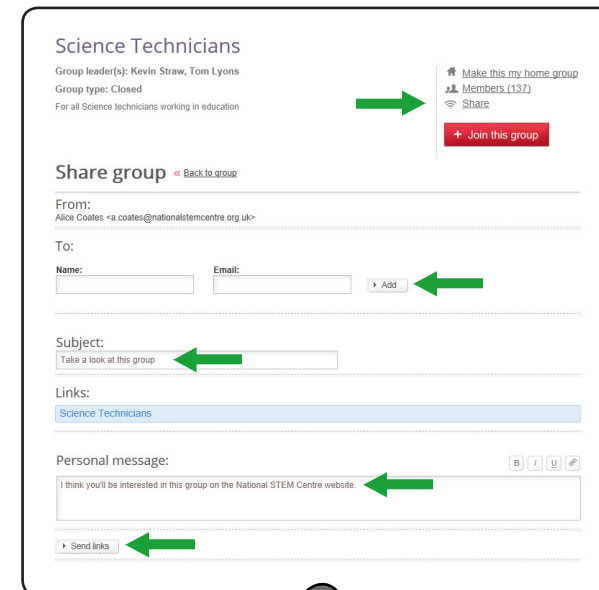 Science Technicians
Group leader(s): Kevin Straw, Tom Lyons
Group type: Closed
For all Science technicians working in education
Make this my home group
Members (137)
Share
+ Join this group
Share group « Back to group
From:
Alice Coates <a.coates@nationalstemcentre.org.uk>
To:
Name: Email:
Add
Subject:
Take a look at this group
Links:
Science Technicians
Personal message:
B I U
I think you'll be interested in this group on the National STEM Centre website.
Send links